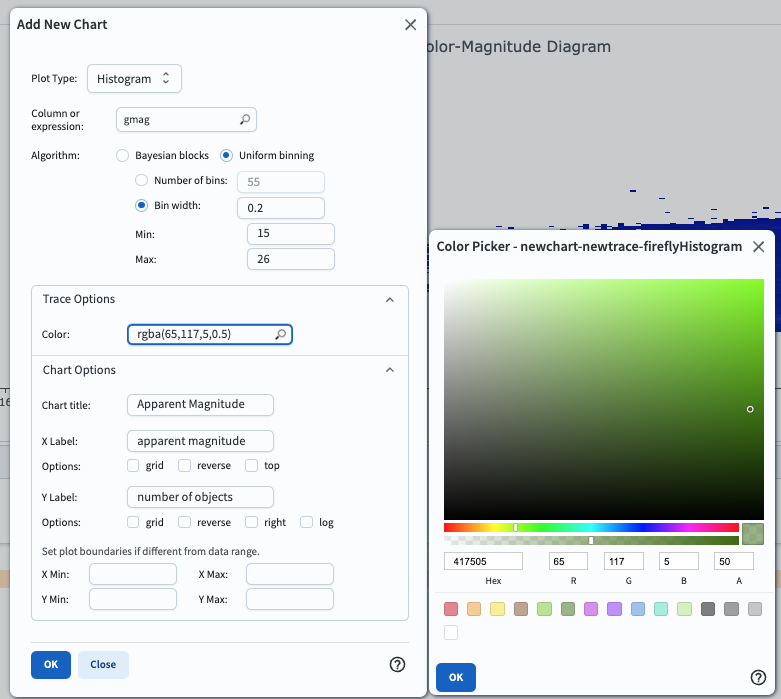 Add New Chart
olor-Magnitude Diagram
Plot Type: Histogram
Column or
expression:
gmag
Algorithm: Bayesian blocks Uniform binning
Number of bins: 55
Bin width: 0.2
Min: 15
Max: 26
Trace Options
Color: rgba(65,117,5,0.5)
Chart Options
Chart title: Apparent Magnitude
X Label: apparent magnitude
Options: grid reverse top
Y Label: number of objects
Options: grid reverse right log
Set plot boundaries if different from data range.
X Min: X Max:
Y Min: Y Max:
OK Close
16
Color Picker - newchart-newtrace-fireflyHistogram
417505 65 117 5 50
Hex R G B A
OK